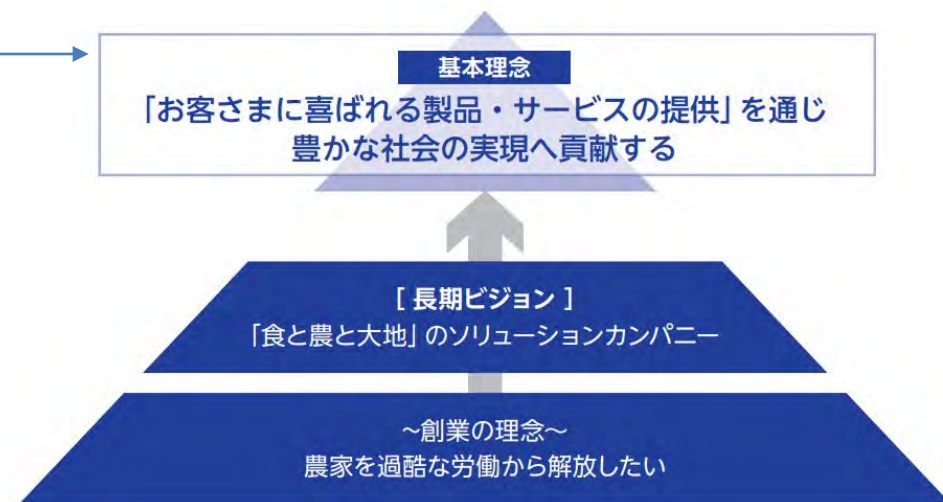 基本理念
「お客さまに喜ばれる製品・サービスの提供」を通じ
豊かな社会の実現へ貢献する
[ 長期ビジョン ]
「食と農と大地」のソリューションカンパニー
～創業の理念～
農家を過酷な労働から解放したい